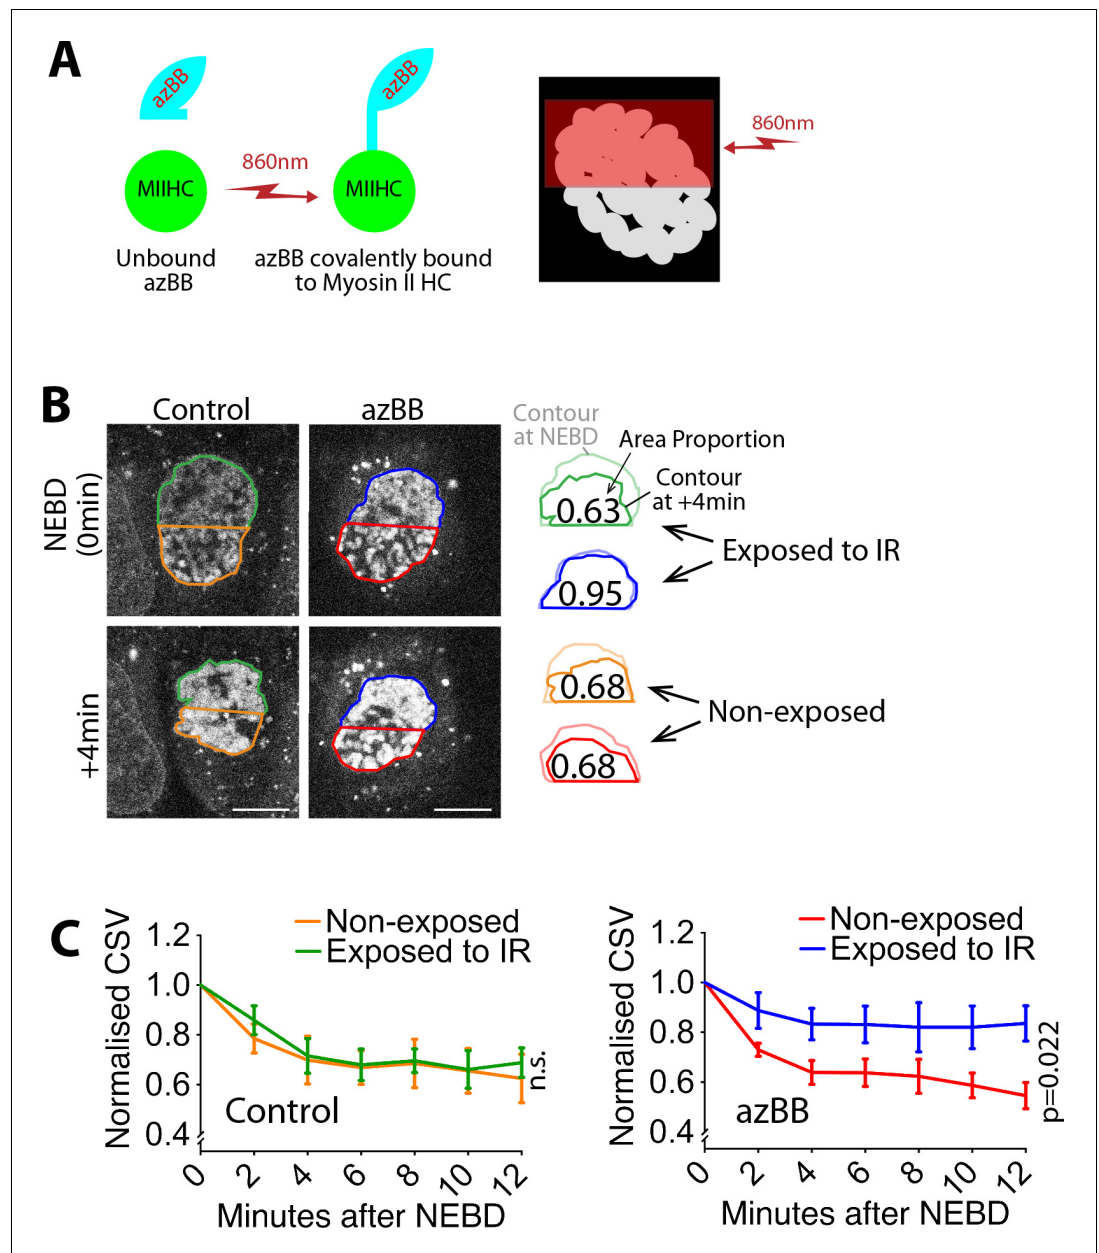 A
azBB
azBB
MIIHC
860nm
MIIHC
860nm
Unbound
azBB
azBB covalently bound
to Myosin II HC
B
Control
azBB
NEBD
(0min)
+4min
Contour
at NEBD
Area Proportion
Contour
at +4min
0.63
0.95
Exposed to IR
0.68
0.68
Non-exposed
C
Non-exposed
Exposed to IR
Normalised CSV
1.2
1.0
0.8
0.6
0.4
n.s.
Control
0 2 4 6 8 10 12
Minutes after NEBD
Non-exposed
Exposed to IR
Normalised CSV
1.2
1.0
0.8
0.6
0.4
p=0.022
azBB
0 2 4 6 8 10 12
Minutes after NEBD